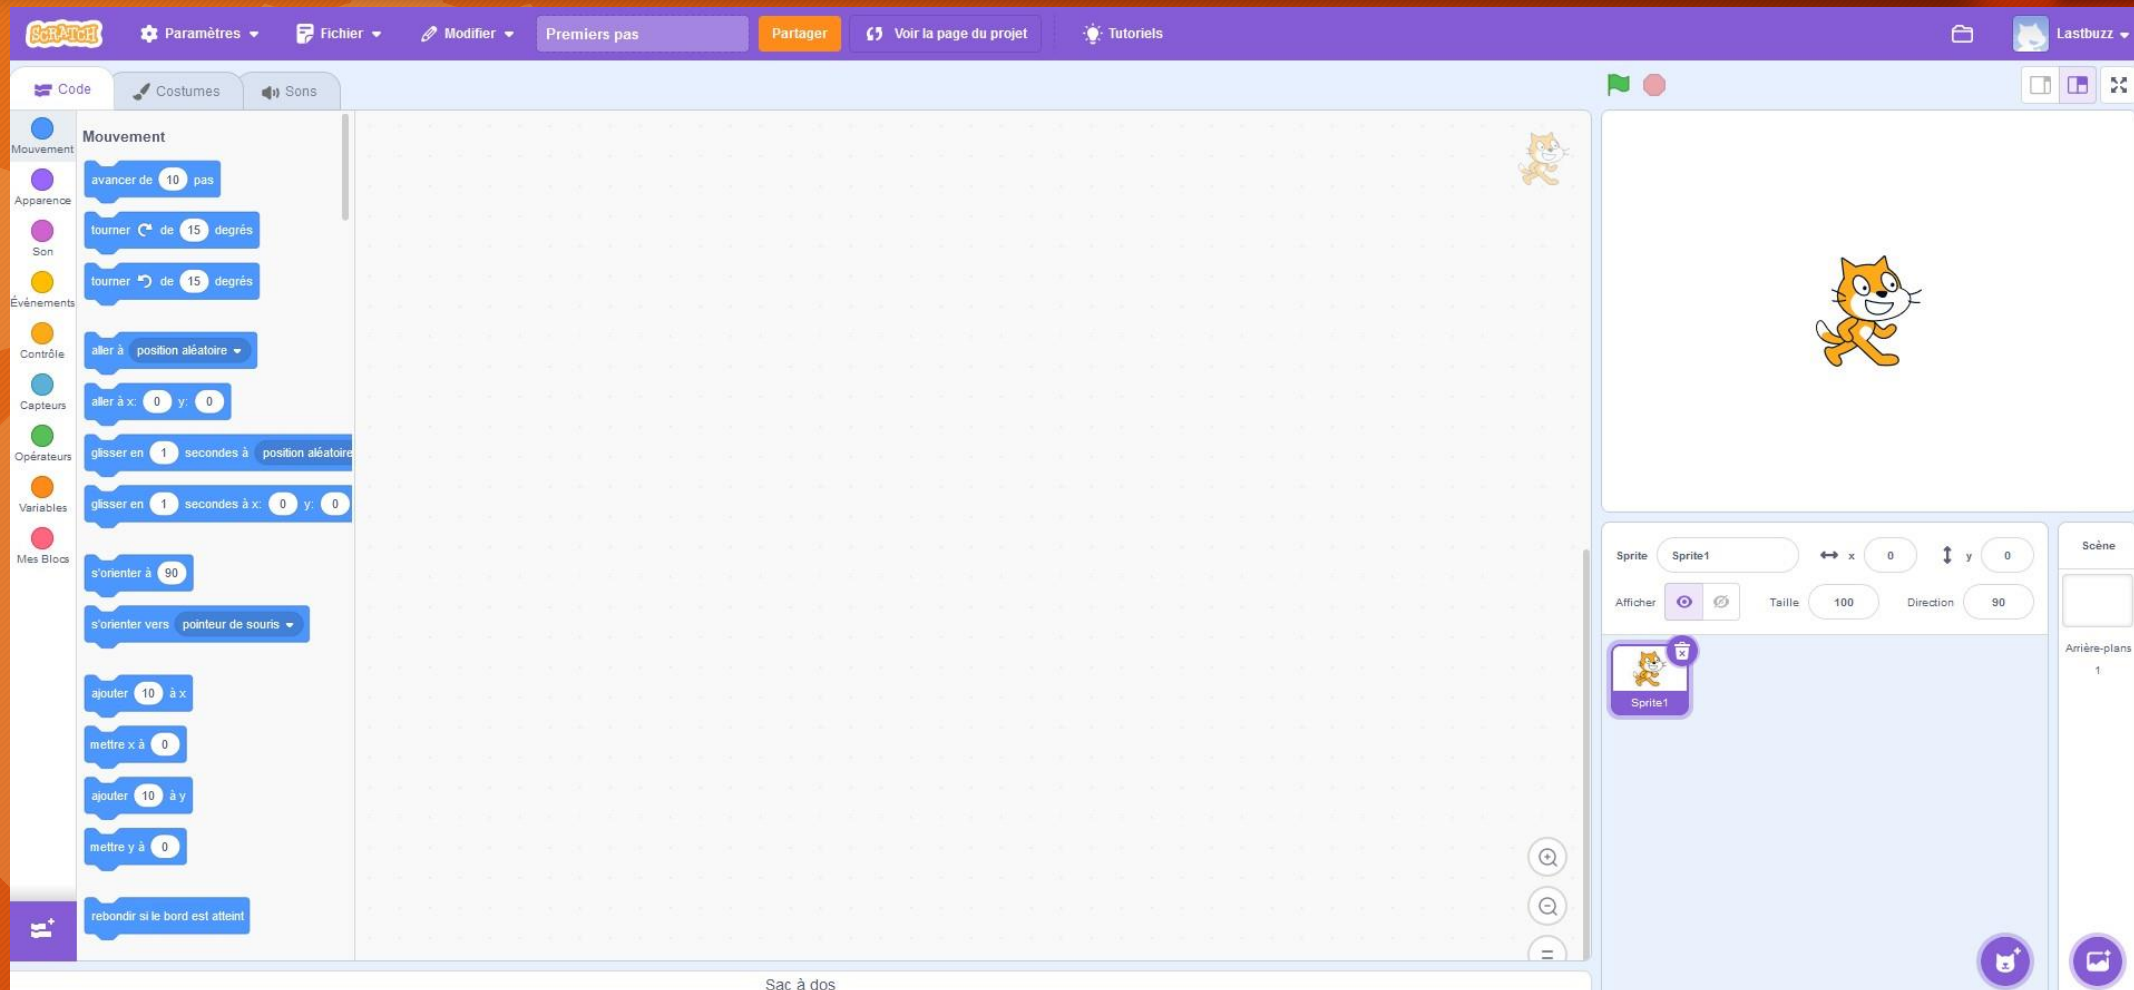 SCRATCH Paramètres Fichier Modifier Premiers pas Partager Voir la page du projet Tutoriels Lastbuzz
Code Costumes Sons
Mouvement
Apparence
Son
Événements
Contrôle
Capteurs
Opérateurs
Variables
Mes Blocs
Mouvement
avancer de 10 pas
tourner de 15 degrés
tourner de 15 degrés
aller à position aléatoire
aller à x: 0 y: 0
glisser en 1 secondes à position aléatoire
glisser en 1 secondes à x: 0 y: 0
s'orienter à 90
s'orienter vers pointeur de souris
ajouter 10 à x
mettre x à 0
ajouter 10 à y
mettre y à 0
rebondir si le bord est atteint
Sac à dos
Sprite Sprite1 x 0 y 0
Afficher Taille 100 Direction 90
Sprite1
Scène
Arrière-plans
1